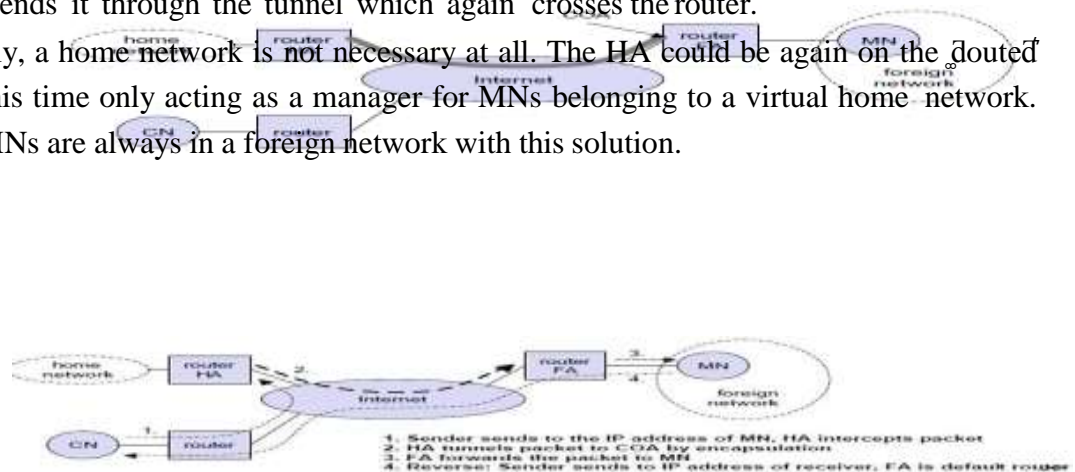 ends it through the tunnel which again crosses the router.
COA
home router router MN
network
ly, a home network is not necessary at all. The HA could be again on the douted
Internet foreign
network
his time only acting as a manager for MNs belonging to a virtual home network.
CN router
MNs are always in a foreign network with this solution.
home network
router HA
2.
router FA
3.
4.
MN
Internet
foreign network
CN
1.
router
1. Sender sends to the IP address of MN, HA intercepts packet
2. HA tunnels packet to COA by encapsulation
3. FA forwards the packet to MN
4. Reverse: Sender sends to IP address of receiver, FA is default router